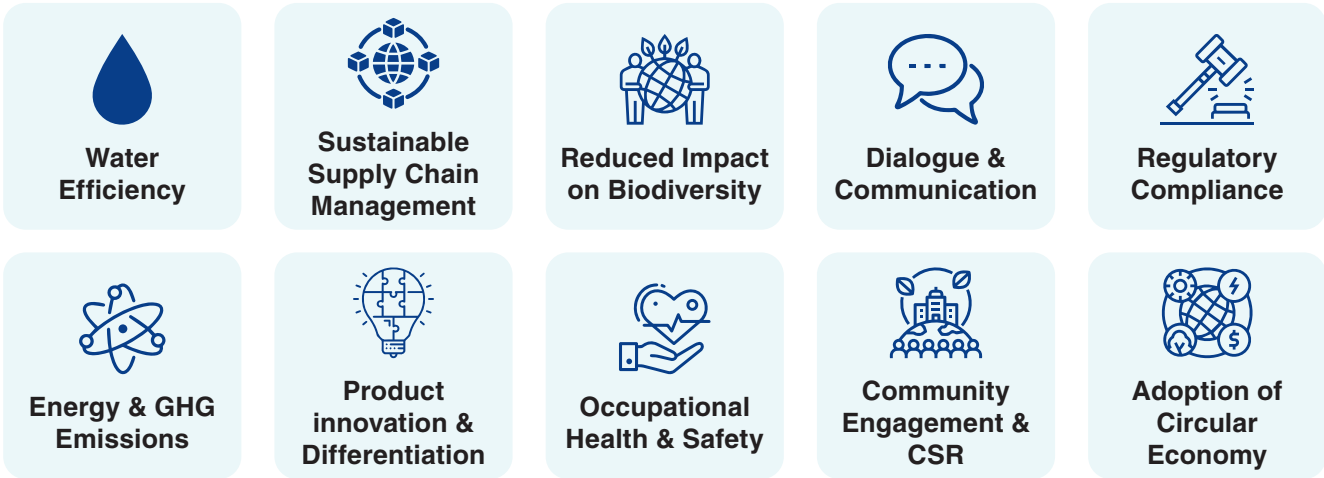 Water
Efficiency
Sustainable
Supply Chain
Management
Reduced Impact
on Biodiversity
Dialogue &
Communication
Regulatory
Compliance
Energy & GHG
Emissions
Product
innovation &
Differentiation
Occupational
Health & Safety
Community
Engagement &
CSR
$
Adoption of
Circular
Economy